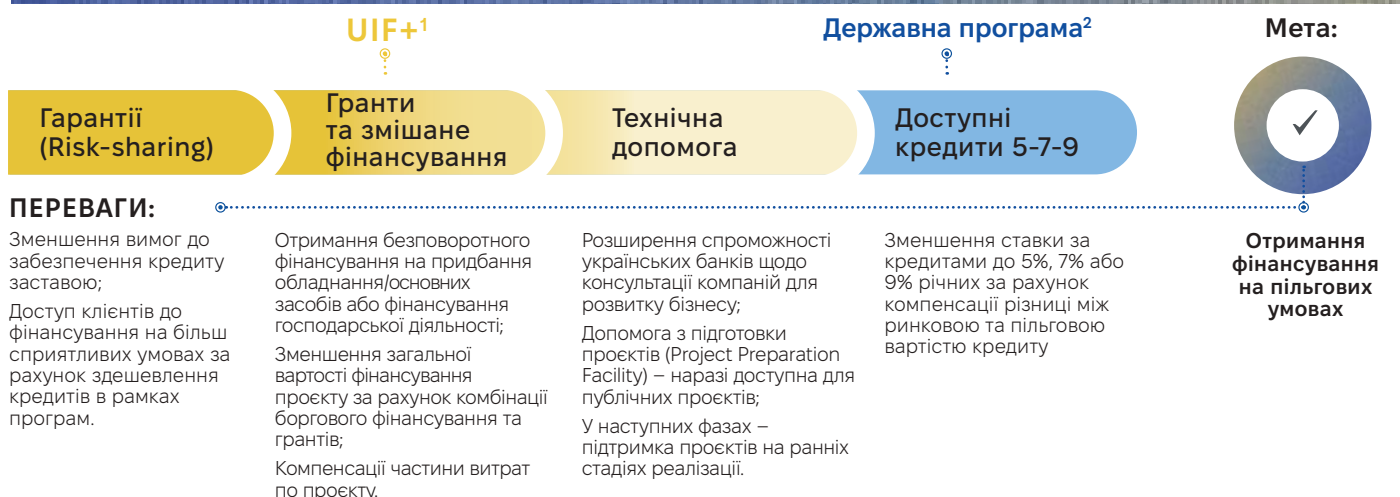 UIF+¹
Державна програма²
Мета:
Гарантії
(Risk-sharing)
Гранти
та змішане
фінансування
Технічна
допомога
Доступні
кредити 5-7-9
ПЕРЕВАГИ:
Зменшення вимог до
забезпечення кредиту
заставою;
Доступ клієнтів до
фінансування на більш
сприятливих умовах за
рахунок здешевлення
кредитів в рамках
програм.
Отримання безповоротного
фінансування на придбання
обладнання/основних
засобів або фінансування
господарської діяльності;
Зменшення загальної
вартості фінансування
проєкту за рахунок комбінації
боргового фінансування та
грантів;
Компенсації частини витрат
по проєкту.
Розширення спроможності
українських банків щодо
консультації компаній для
розвитку бізнесу;
Допомога з підготовки
проєктів (Project Preparation
Facility) – наразі доступна для
публічних проєктів;
У наступних фазах –
підтримка проєктів на ранніх
стадіях реалізації.
Зменшення ставки за
кредитами до 5%, 7% або
9% річних за рахунок
компенсації різниці між
ринковою та пільговою
вартістю кредиту
Отримання
фінансування
на пільгових
умовах